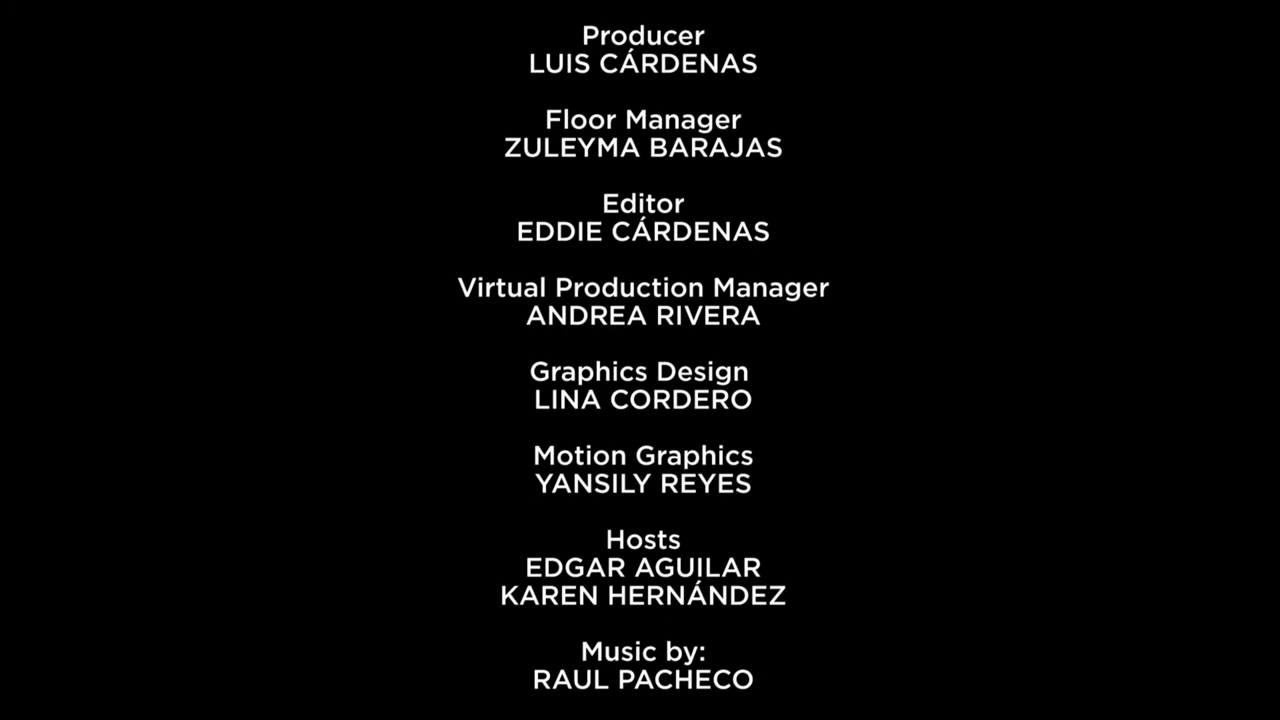 Producer
LUIS CÁRDENAS
Floor Manager
ZULEYMA BARAJAS
Editor
EDDIE CÁRDENAS
Virtual Production Manager
ANDREA RIVERA
Graphics Design
LINA CORDERO
Motion Graphics
YANSILY REYES
Hosts
EDGAR AGUILAR
KAREN HERNÁNDEZ
Music by:
RAUL PACHECO